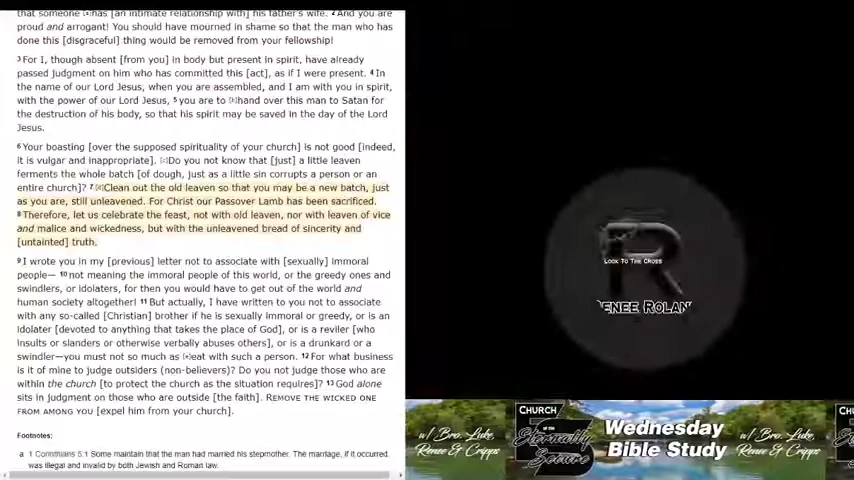 that someone [a]has [an intimate relationship with] his father's wife. 2 And you are
proud and arrogant! You should have mourned in shame so that the man who has
done this [disgraceful] thing would be removed from your fellowship!
3 For I, though absent [from you] in body but present in spirit, have already
passed judgment on him who has committed this [act], as if I were present. 4 In
the name of our Lord Jesus, when you are assembled, and I am with you in spirit,
with the power of our Lord Jesus, 5 you are to hand over this man to Satan for
the destruction of his body, so that his spirit may be saved in the day of the Lord
Jesus.
6 Your boasting [over the supposed spirituality of your church] is not good [indeed,
it is vulgar and inappropriate]. Do you not know that [just] a little leaven
ferments the whole batch [of dough, just as a little sin corrupts a person or an
entire church]? 7 Clean out the old leaven so that you may be a new batch, just
as you are, still unleavened. For Christ our Passover Lamb has been sacrificed.
8 Therefore, let us celebrate the feast, not with old leaven, nor with leaven of vice
and malice and wickedness, but with the unleavened bread of sincerity and
[untainted] truth.
9 I wrote you in my [previous] letter not to associate with [sexually] immoral
people— 10 not meaning the immoral people of this world, or the greedy ones and
swindlers, or idolaters, for then you would have to get out of the world and
human society altogether! 11 But actually, I have written to you not to associate
with any so-called [Christian] brother if he is sexually immoral or greedy, or is an
idolater [devoted to anything that takes the place of God], or is a reviler [who
insults or slanders or otherwise verbally abuses others], or is a drunkard or a
swindler—you must not so much as eat with such a person. 12 For what business
is it of mine to judge outsiders (non-believers)? Do you not judge those who are
within the church [to protect the church as the situation requires]? 13 God alone
sits in judgment on those who are outside [the faith]. REMOVE THE WICKED ONE
FROM AMONG YOU [expel him from your church].
Footnotes:
a 1 Corinthians 5:1 Some maintain that the man had married his stepmother. The marriage, if it occurred,
was illegal and invalid by both Jewish and Roman law.
R
LOOK TO THE CROSS
RENEE ROLAN
w/ Bro. Luke,
Renee & Cripps
CHURCH
of the
Eternally
Secure
Wednesday
Bible Study
w/ Bro. Luke,
Renee & Cripps
CHURCH